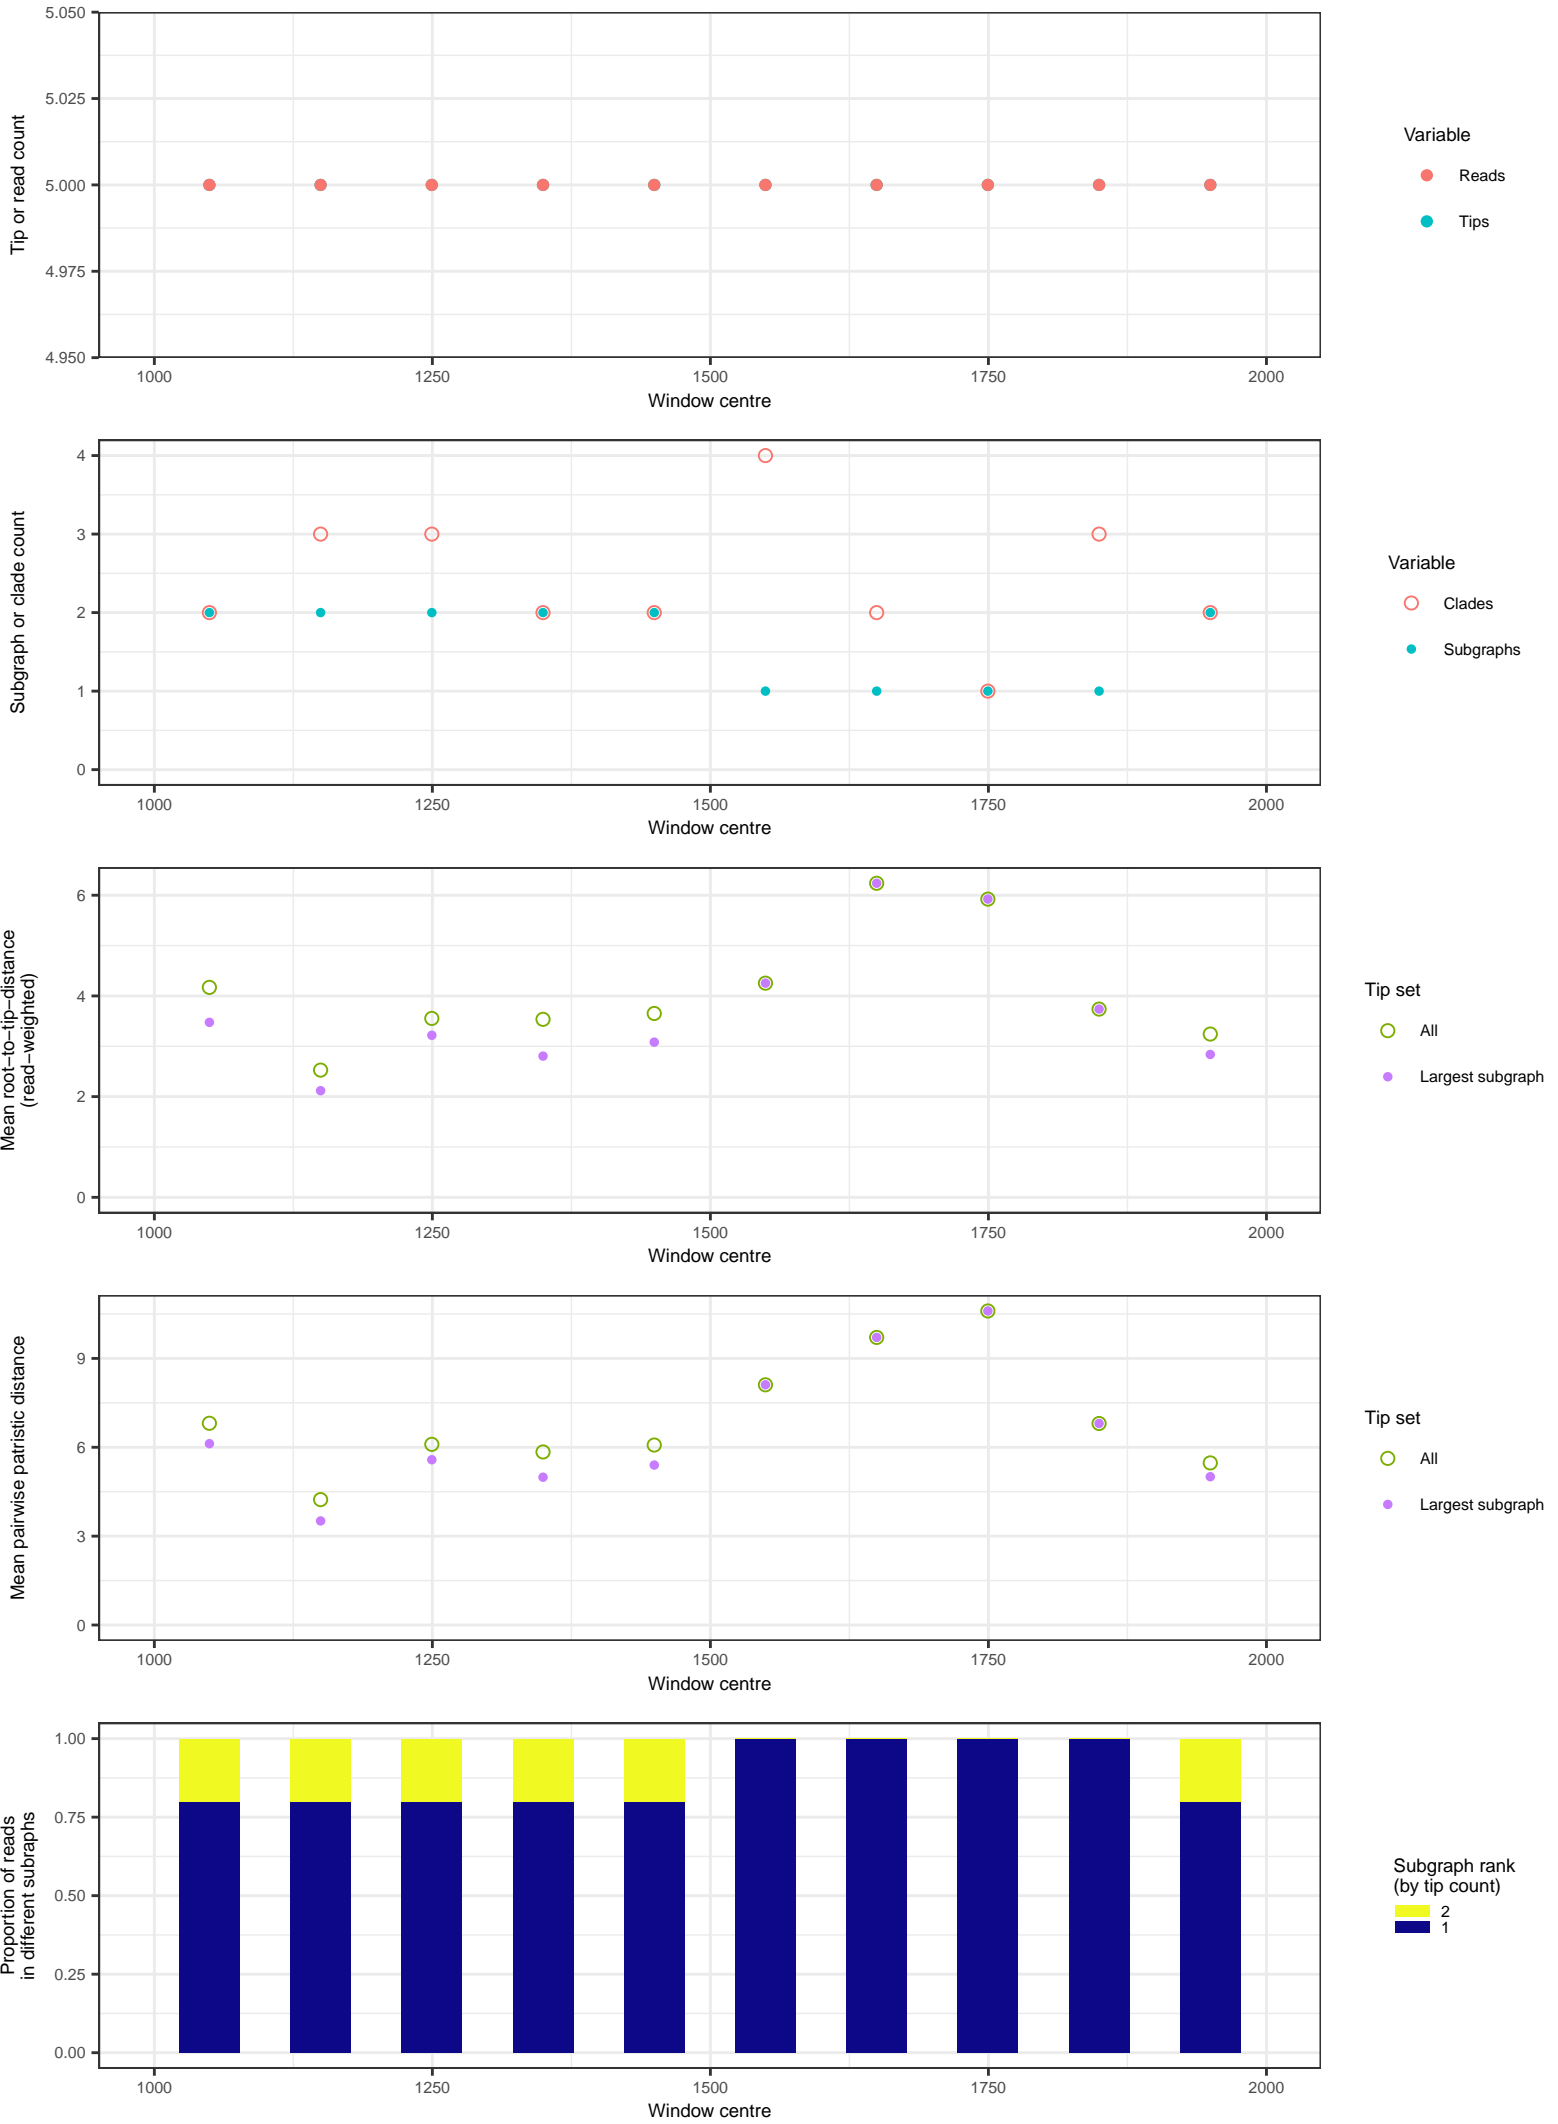 5.050
5.025
5.000
4.975
4.950
Tip or read count
1000 1250 1500 1750 2000
Window centre
Variable
Reads
Tips
4
3
2
1
0
Subgraph or clade count
1000 1250 1500 1750 2000
Window centre
Variable
Clades
Subgraphs
6
4
2
0
Mean root−to−tip−distance
(read−weighted)
1000 1250 1500 1750 2000
Window centre
Tip set
All
Largest subgraph
9
6
3
0
Mean pairwise patristic distance
1000 1250 1500 1750 2000
Window centre
Tip set
All
Largest subgraph
1.00
0.75
0.50
0.25
0.00
Proportion of reads
in different subraphs
1000 1250 1500 1750 2000
Window centre
Subgraph rank
(by tip count)
2
1